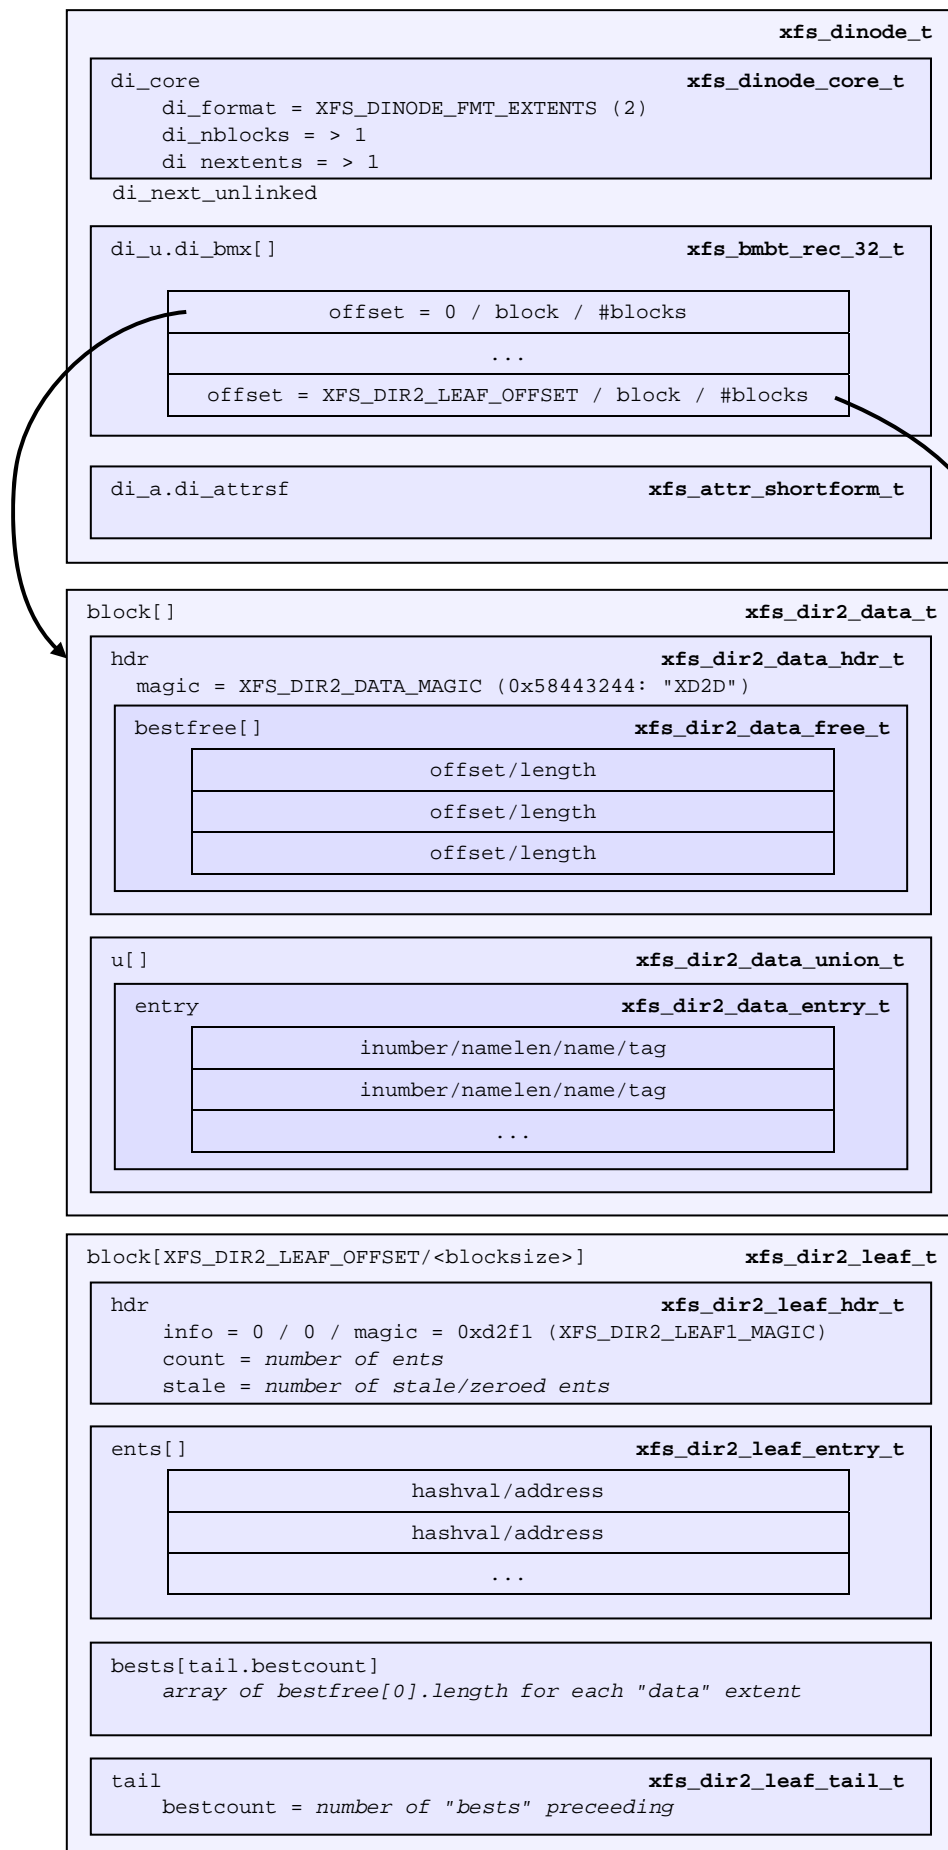 xfs_dinode_t
di_core xfs_dinode_core_t
di_format = XFS_DINODE_FMT_EXTENTS (2)
di_nblocks = > 1
di nextents = > 1
di_next_unlinked
di_u.di_bmx[] xfs_bmbt_rec_32_t
offset = 0 / block / #blocks
...
offset = XFS_DIR2_LEAF_OFFSET / block / #blocks
di_a.di_attrsf xfs_attr_shortform_t
block[] xfs_dir2_data_t
hdr xfs_dir2_data_hdr_t
magic = XFS_DIR2_DATA_MAGIC (0x58443244: "XD2D")
bestfree[] xfs_dir2_data_free_t
offset/length
offset/length
offset/length
u[] xfs_dir2_data_union_t
entry xfs_dir2_data_entry_t
inumber/namelen/name/tag
inumber/namelen/name/tag
...
block[XFS_DIR2_LEAF_OFFSET/<blocksize>] xfs_dir2_leaf_t
hdr xfs_dir2_leaf_hdr_t
info = 0 / 0 / magic = 0xd2f1 (XFS_DIR2_LEAF1_MAGIC)
count = number of ents
stale = number of stale/zeroed ents
ents[] xfs_dir2_leaf_entry_t
hashval/address
hashval/address
...
bests[tail.bestcount]
array of bestfree[0].length for each "data" extent
tail xfs_dir2_leaf_tail_t
bestcount = number of "bests" preceeding